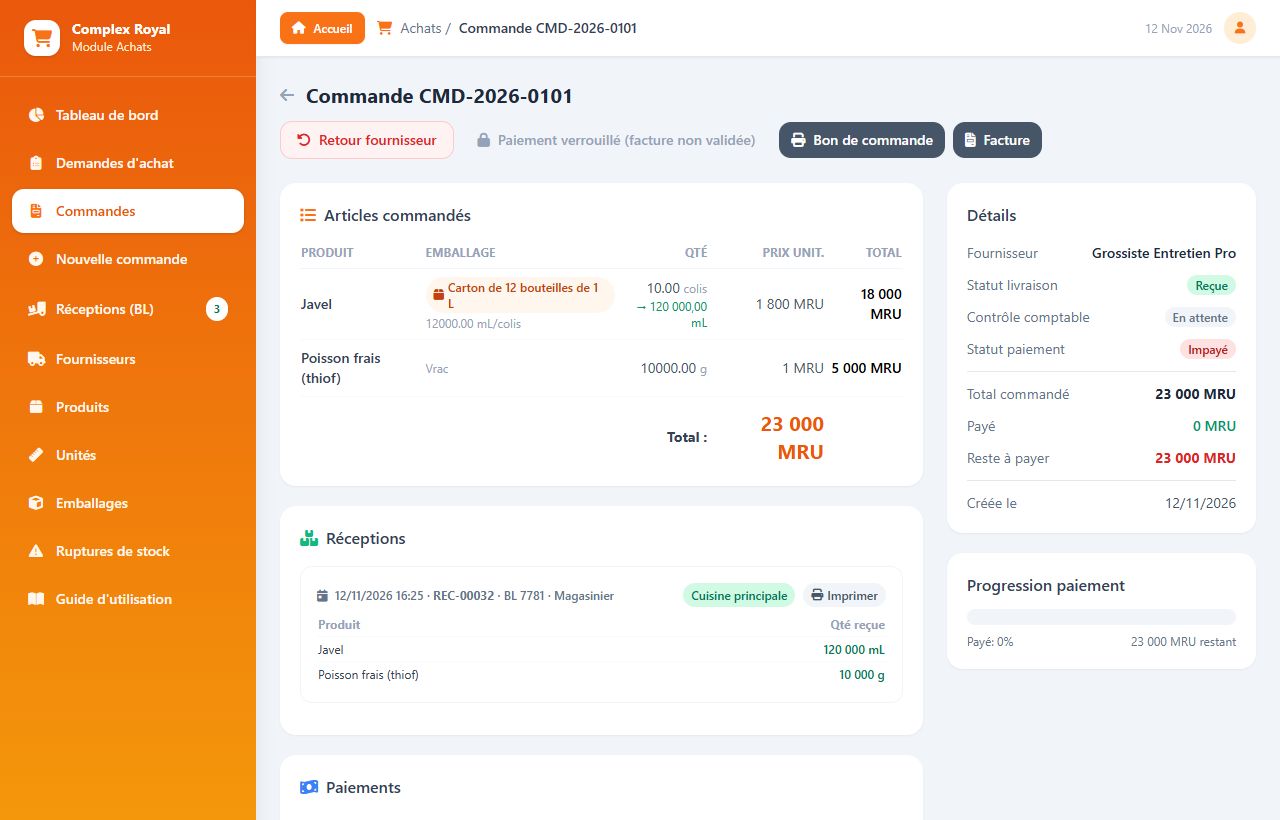 Complex Royal
Module Achats
Tableau de bord
Demandes d'achat
Commandes
Nouvelle commande
Réceptions (BL) 3
Fournisseurs
Produits
Unités
Emballages
Ruptures de stock
Guide d'utilisation
Accueil Achats / Commande CMD-2026-0101
12 Nov 2026
Commande CMD-2026-0101
Retour fournisseur Paiement verrouillé (facture non validée) Bon de commande Facture
Articles commandés
PRODUIT EMBALLAGE QTÉ PRIX UNIT. TOTAL
Javel
Carton de 12 bouteilles de 1
L
12000.00 mL/colis
10.00 colis
→ 120 000,00
mL
1 800 MRU
18 000
MRU
Poisson frais
(thiof)
Vrac
10000.00 g
1 MRU
5 000 MRU
Total :
23 000
MRU
Réceptions
12/11/2026 16:25 · REC-00032 · BL 7781 · Magasinier Cuisine principale Imprimer
Produit Qté reçue
Javel 120 000 mL
Poisson frais (thiof) 10 000 g
Paiements
Détails
Fournisseur Grossiste Entretien Pro
Statut livraison Reçue
Contrôle comptable En attente
Statut paiement Impayé
Total commandé 23 000 MRU
Payé 0 MRU
Reste à payer 23 000 MRU
Créée le 12/11/2026
Progression paiement
Payé: 0% 23 000 MRU restant